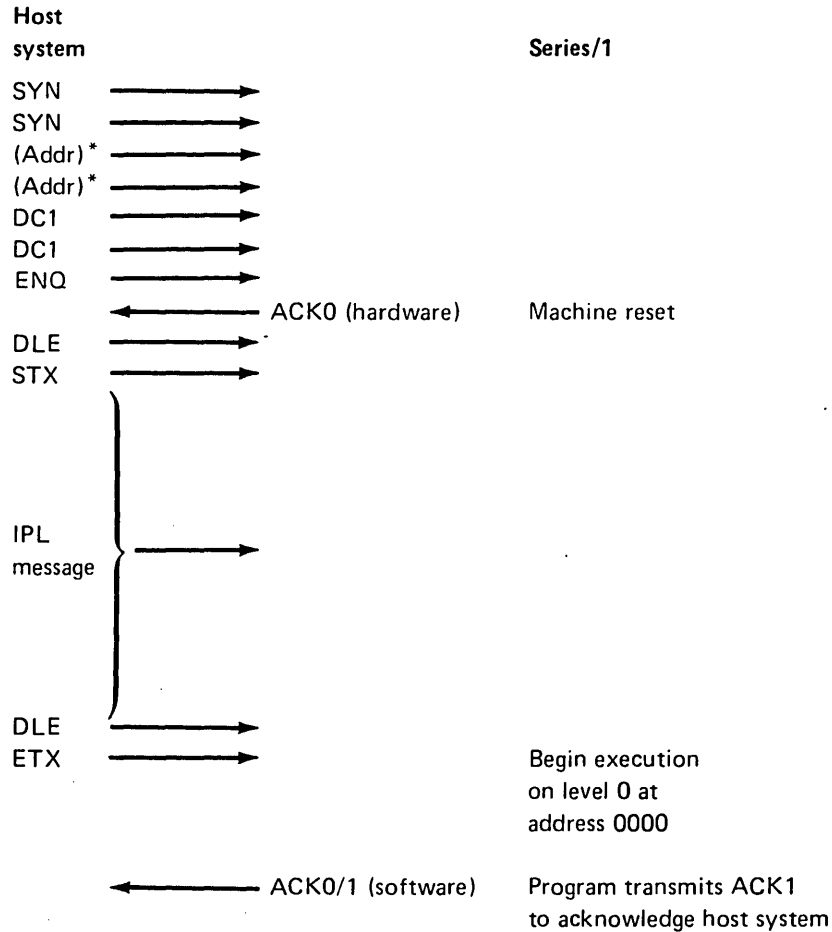 Host
system
Series/1
SYN
SYN
(Addr)*
(Addr)*
DC1
DC1
ENQ
ACK0 (hardware) Machine reset
DLE
STX
IPL
message
DLE
ETX Begin execution
on level 0 at
address 0000
ACK0/1 (software) Program transmits ACK1
to acknowledge host system